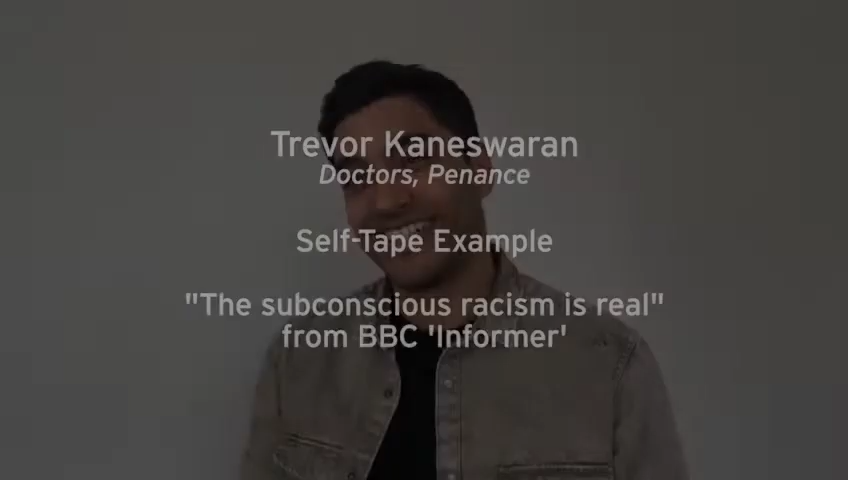 Trevor Kaneswaran
Doctors, Penance
Self-Tape Example
"The subconscious racism is real"
from BBC 'Informer'